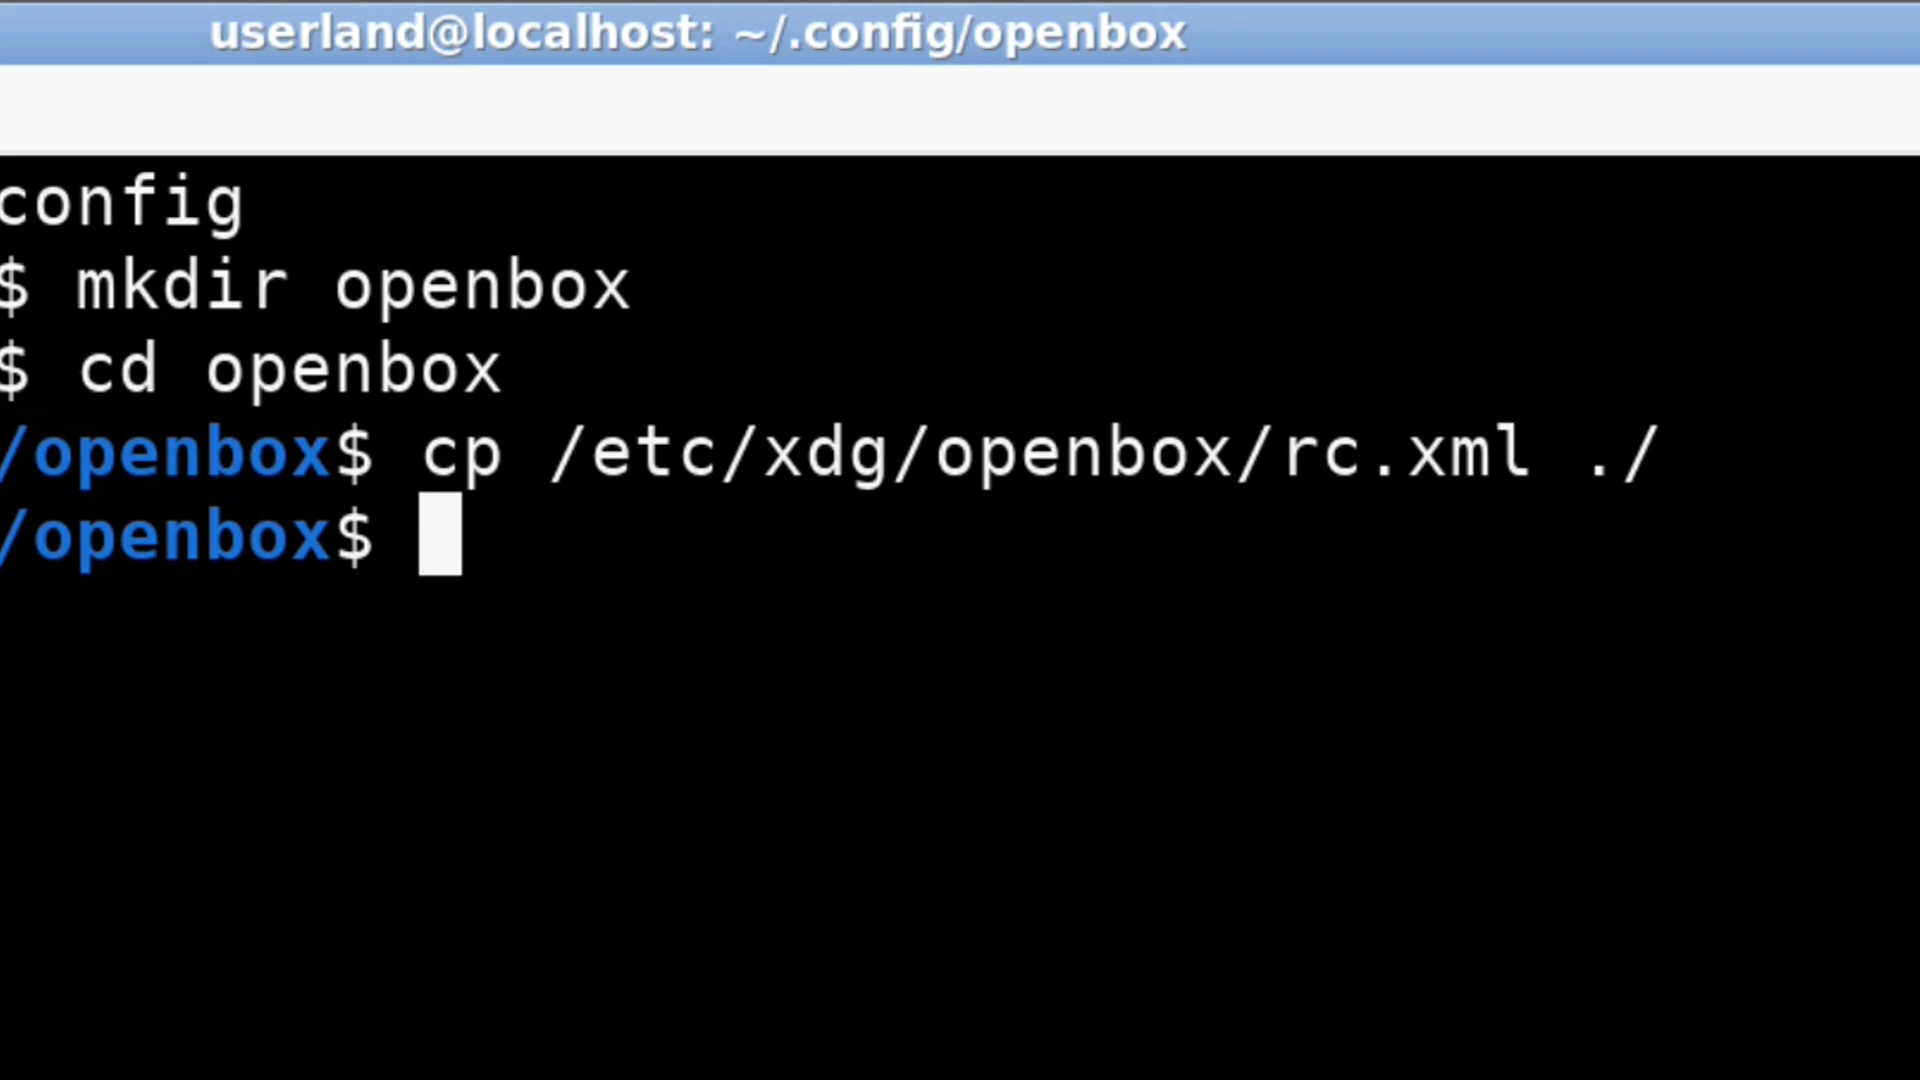 userland@localhost: ~/.config/openbox
config
$ mkdir openbox
$ cd openbox
/openbox$ cp /etc/xdg/openbox/rc.xml ./
/openbox$